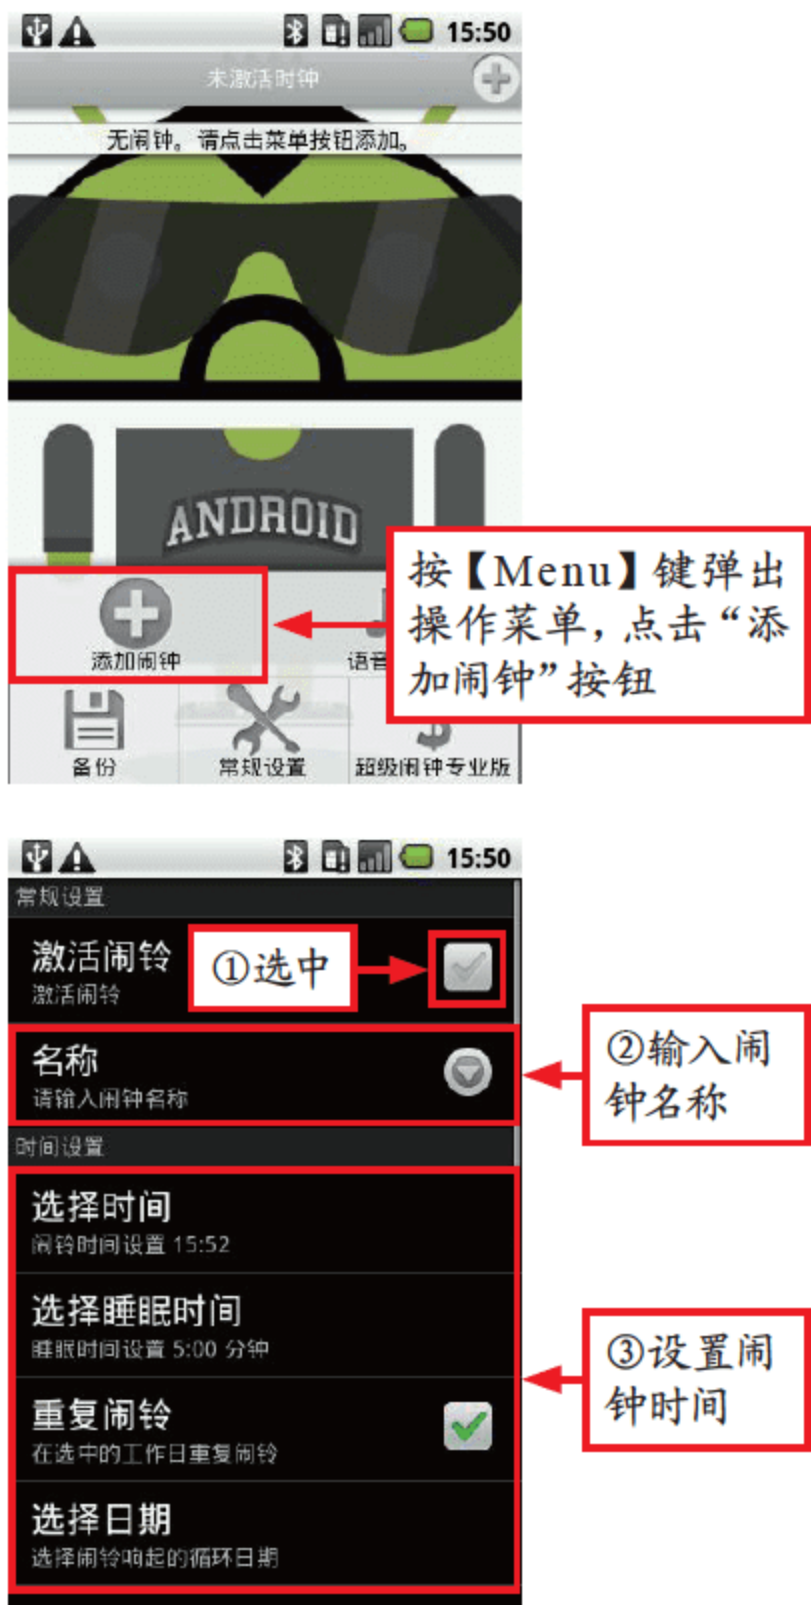 15:50
未激活时钟
无闹钟。请点击菜单按钮添加。
ANDROID
按【Menu】键弹出
操作菜单，点击“添
加闹钟”按钮
添加闹钟
语音
备份
常规设置
超级闹钟专业版
15:50
常规设置
激活闹铃
激活闹铃
①选中
名称
请输入闹钟名称
②输入闹
钟名称
时间设置
选择时间
闹铃时间设置 15:52
选择睡眠时间
睡眠时间设置 5:00 分钟
③设置闹
钟时间
重复闹铃
在选中的工作日重复闹铃
选择日期
选择闹铃响起的循环日期